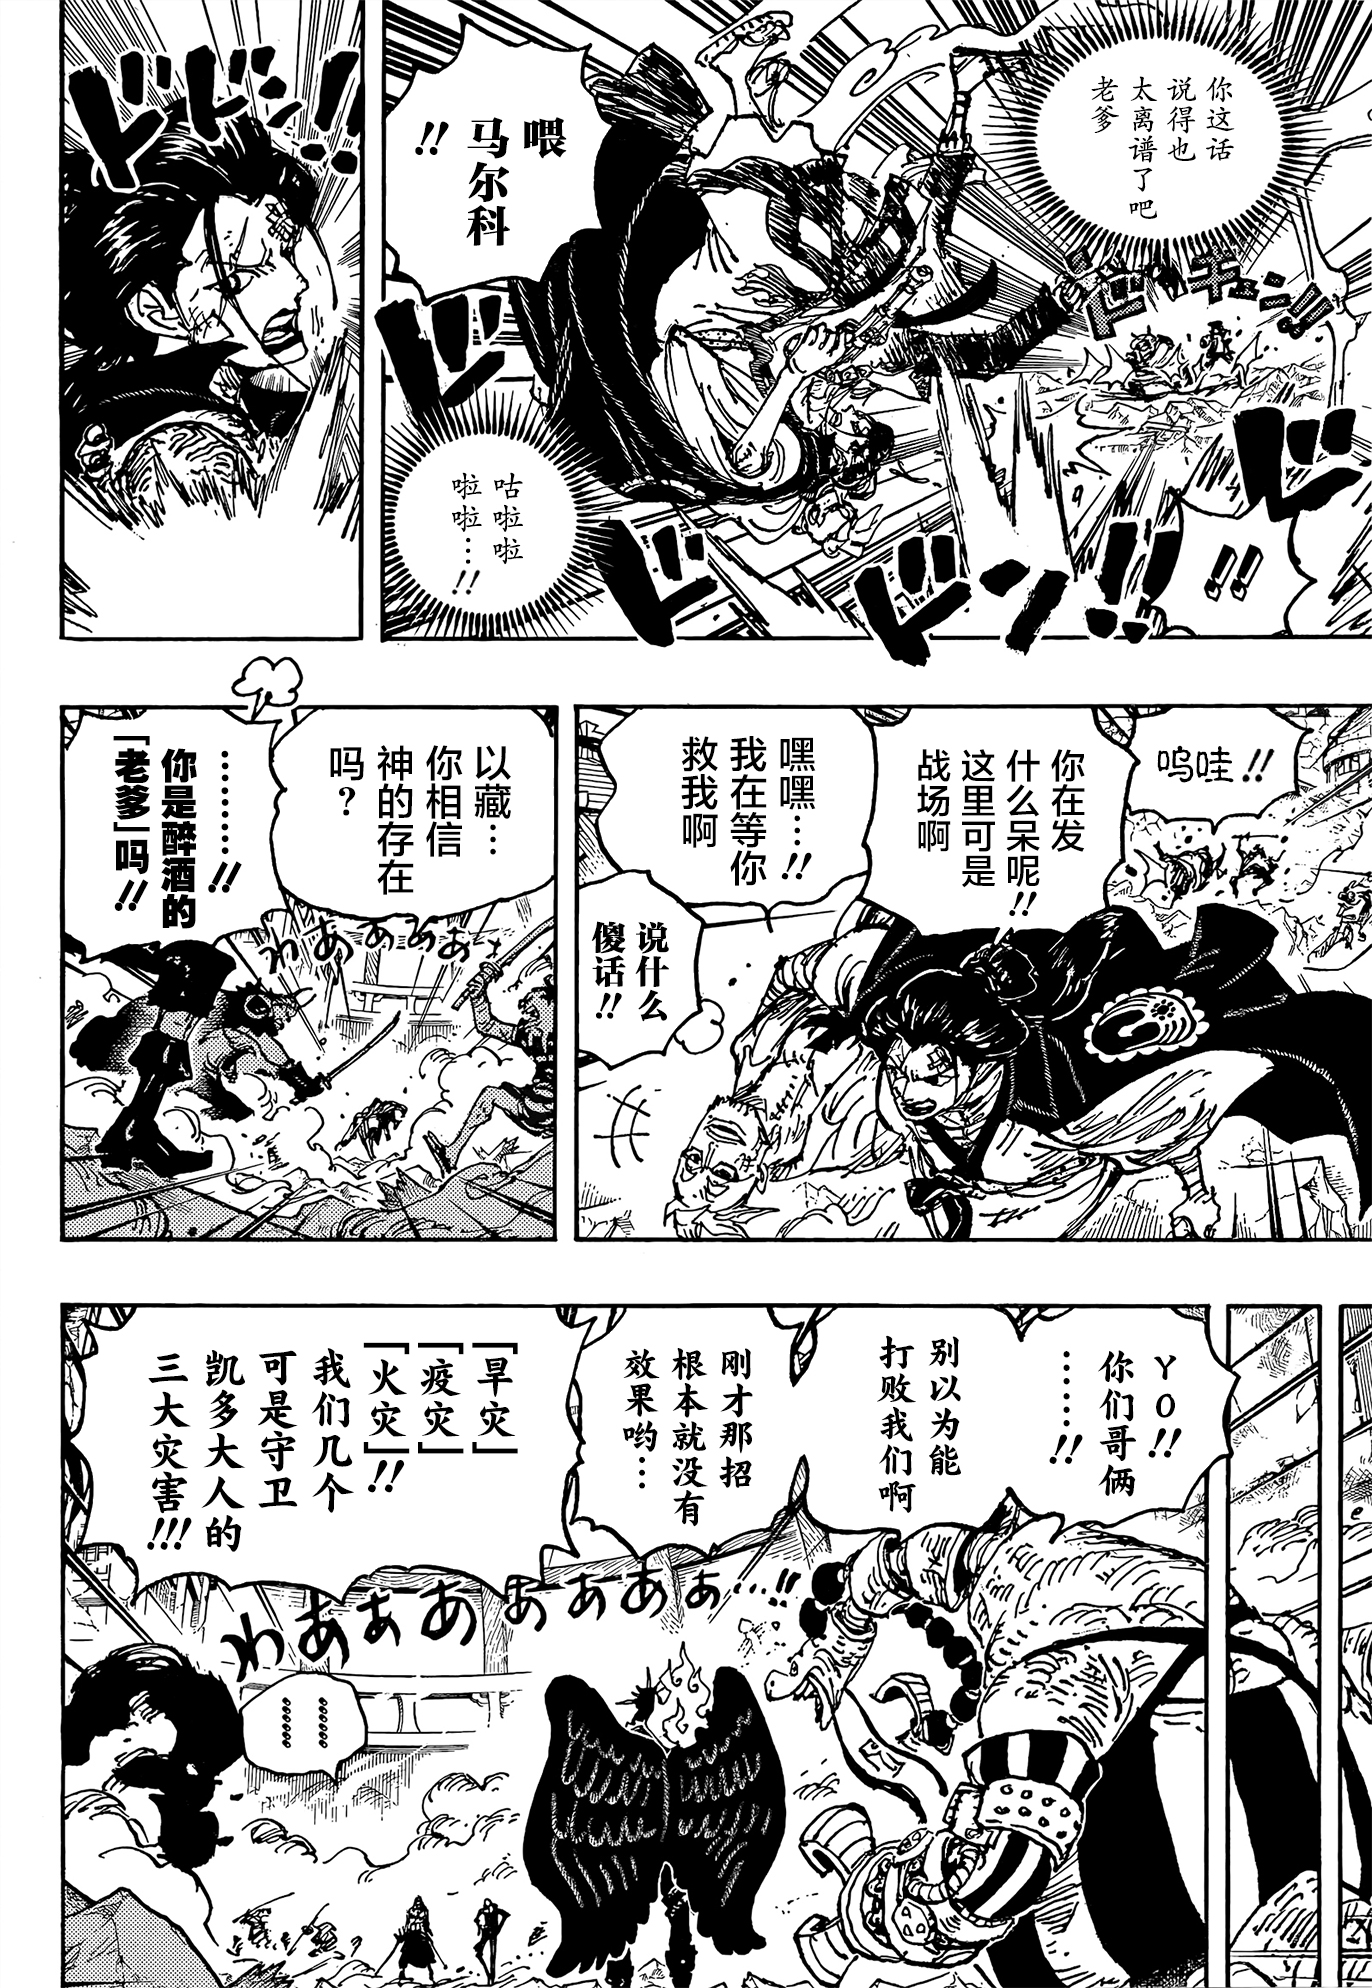 你这话
说得也
太离谱了吧
老爹
ドキュン!!
!!
喂
马尔科
!!
咕啦啦
啦啦…!!
ドドドドン!!
ドドドン!!
呜哇!!
你在发
什么呆呢!!
这里可是
战场啊
嘿嘿…!!
我在等你
救我啊
说什么
傻话!!
以藏…
你相信
神的存在
吗?
…………!!
你是醉酒的
「老爹」吗!!
わあああああ
YO!!
你们哥俩
……!!
别以为能
打败我们啊
刚才那招
根本就没有
效果哟…
「旱灾」
「疫灾」
「火灾」!!
我们几个
可是守卫
凯多大人的
三大灾害!!!
わああああああああ…!!
…………